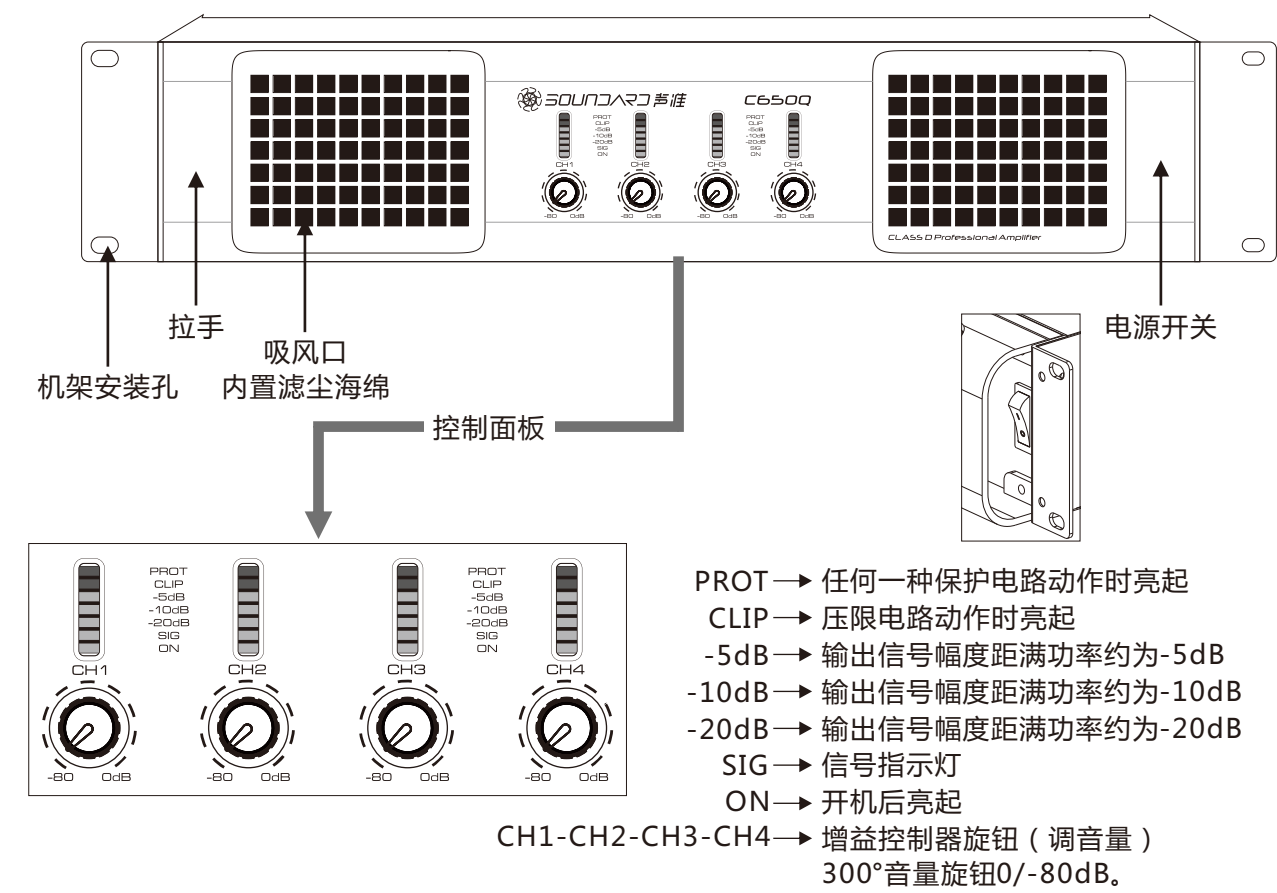 SOUNDARD 声准 C650Q
PROT PROT
CLIP CLIP
-5dB -5dB
-10dB -10dB
-20dB -20dB
SIG SIG
ON ON
CH1 CH2 CH3 CH4
-80 0dB -80 0dB -80 0dB -80 0dB
CLASS D Professional Amplifier
拉手
电源开关
吸风口
机架安装孔 内置滤尘海绵
控制面板
PROT PROT
CLIP CLIP
-5dB -5dB
-10dB -10dB
-20dB -20dB
SIG SIG
ON ON
CH1 CH2 CH3 CH4
-80 0dB -80 0dB -80 0dB -80 0dB
PROT→任何一种保护电路动作时亮起
CLIP→压限电路动作时亮起
-5dB→输出信号幅度距满功率约为-5dB
-10dB→输出信号幅度距满功率约为-10dB
-20dB→输出信号幅度距满功率约为-20dB
SIG→信号指示灯
ON→开机后亮起
CH1-CH2-CH3-CH4→增益控制器旋钮(调音量)
300°音量旋钮0/-80dB。